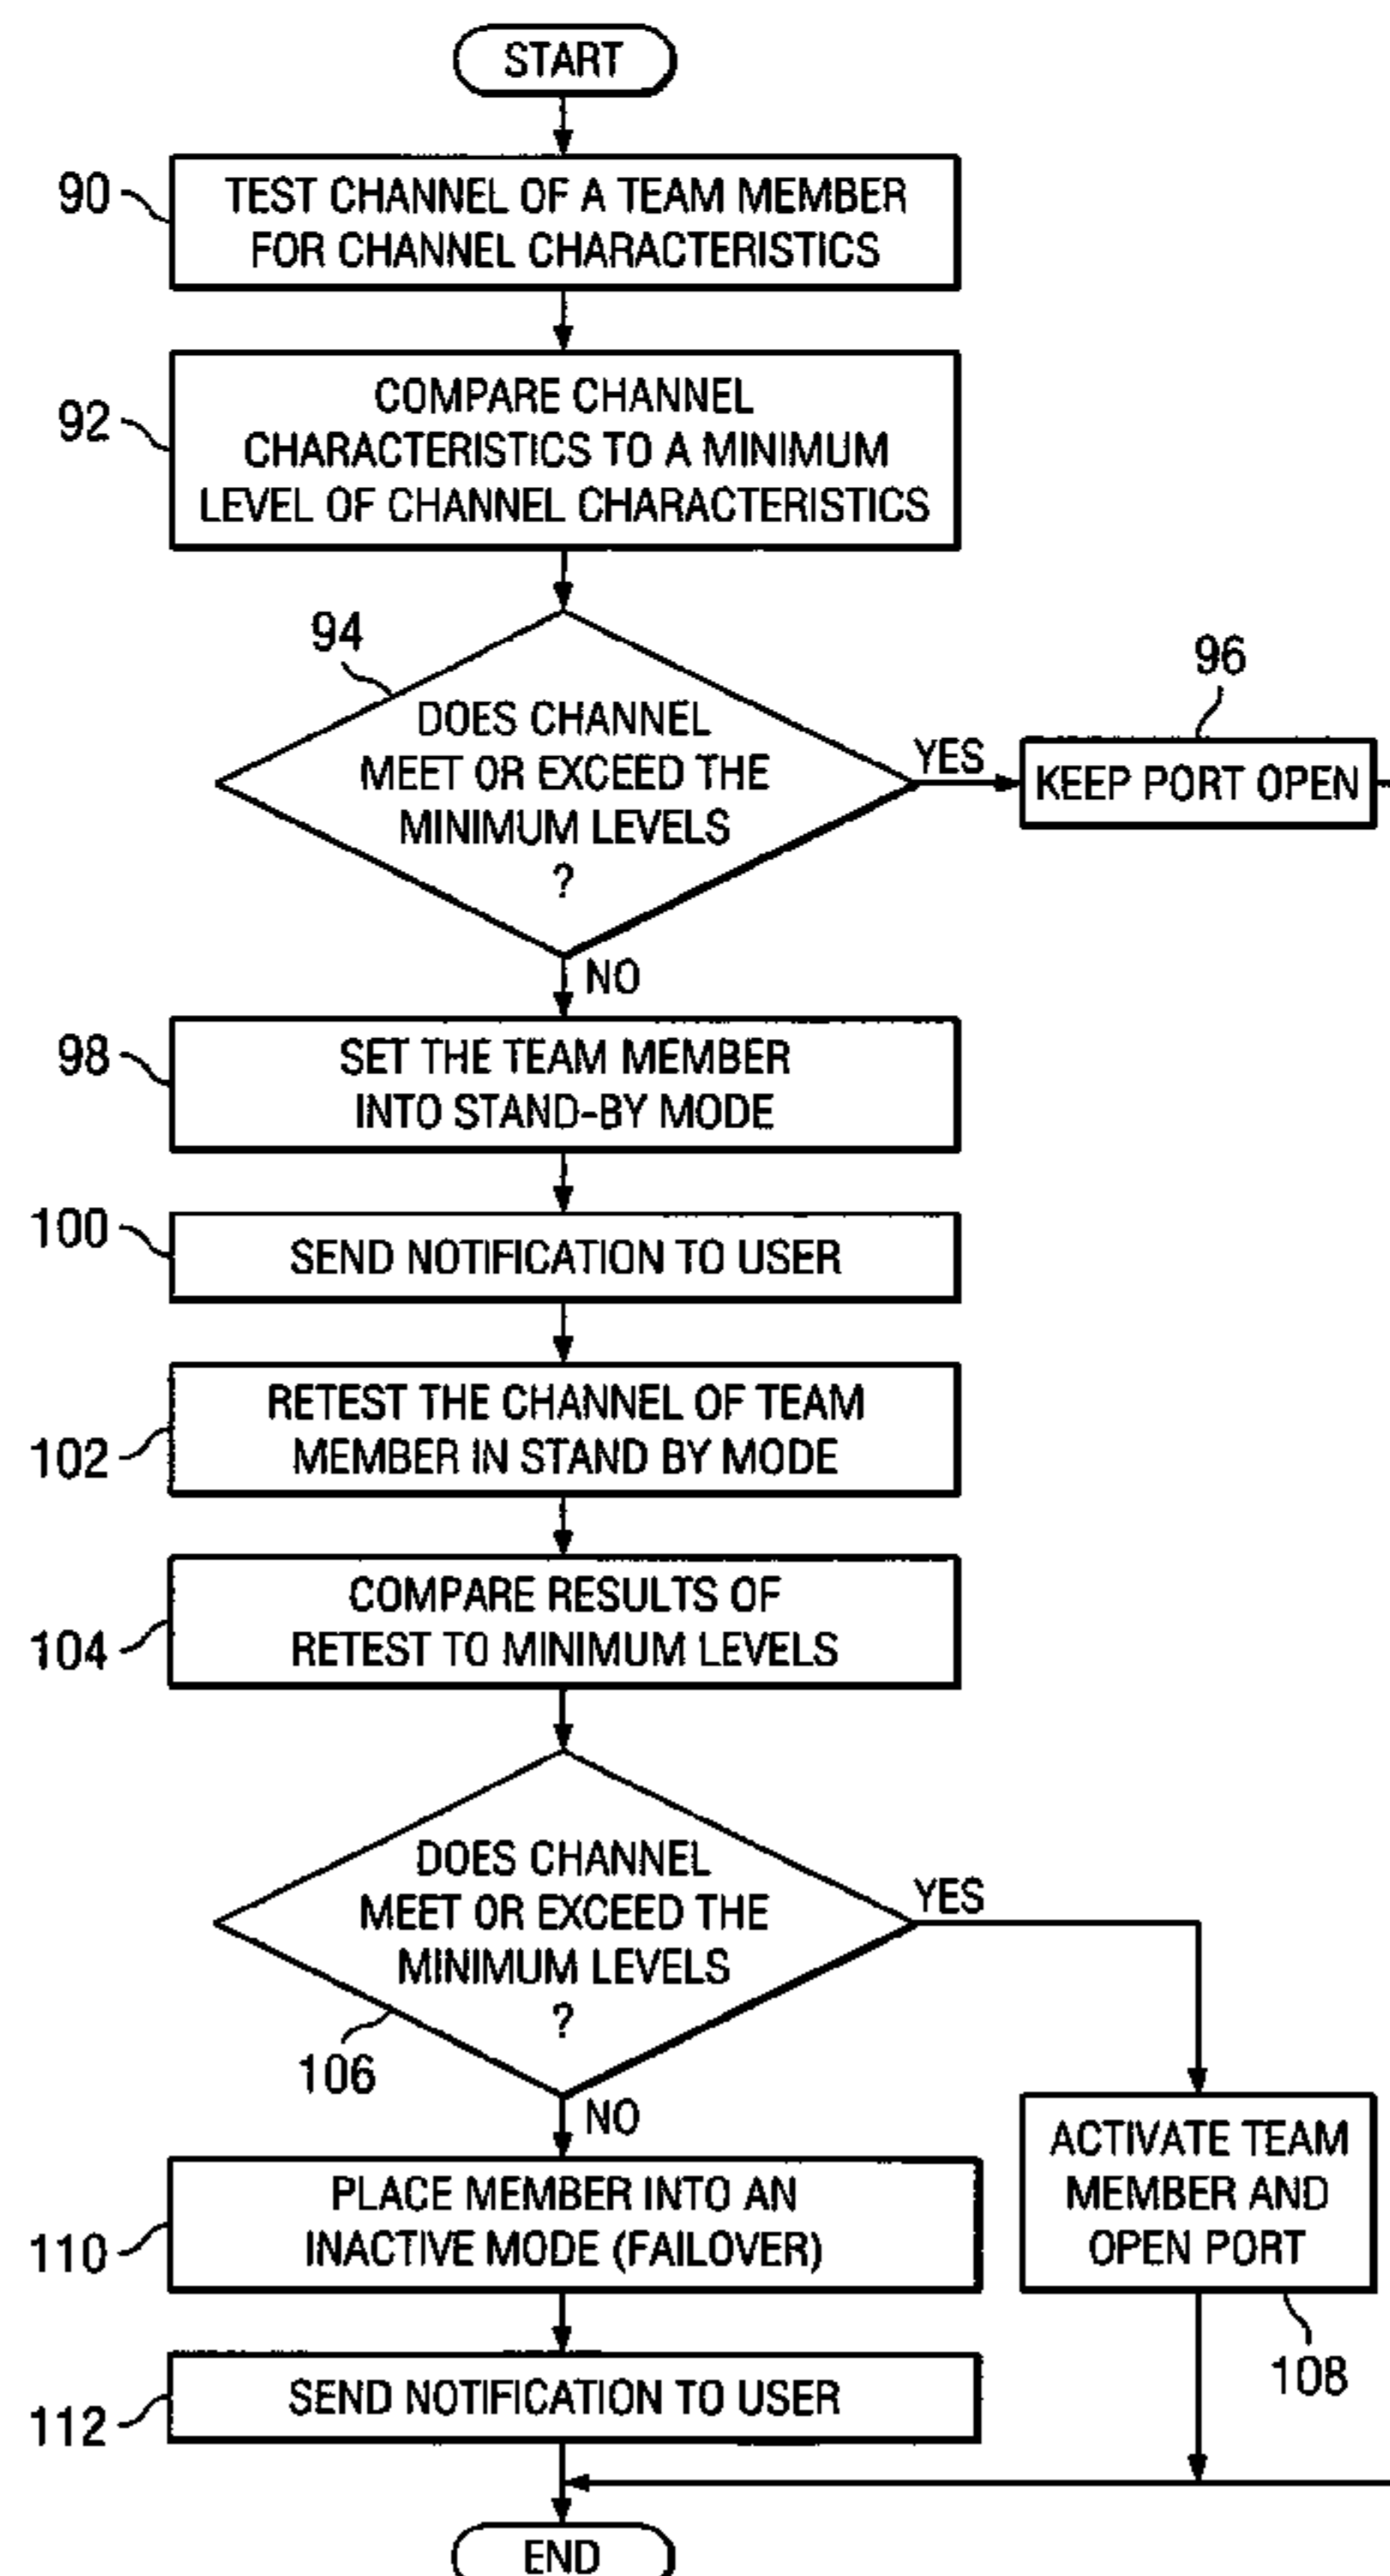 START
90
TEST CHANNEL OF A TEAM MEMBER
FOR CHANNEL CHARACTERISTICS
92
COMPARE CHANNEL
CHARACTERISTICS TO A MINIMUM
LEVEL OF CHANNEL CHARACTERISTICS
94
DOES CHANNEL
MEET OR EXCEED THE
MINIMUM LEVELS
?
YES
96
KEEP PORT OPEN
NO
98
SET THE TEAM MEMBER
INTO STAND-BY MODE
100
SEND NOTIFICATION TO USER
102
RETEST THE CHANNEL OF TEAM
MEMBER IN STAND BY MODE
104
COMPARE RESULTS OF
RETEST TO MINIMUM LEVELS
106
DOES CHANNEL
MEET OR EXCEED THE
MINIMUM LEVELS
?
YES
ACTIVATE TEAM
MEMBER AND
OPEN PORT
108
NO
110
PLACE MEMBER INTO AN
INACTIVE MODE (FAILOVER)
112
SEND NOTIFICATION TO USER
END